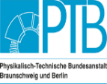 PTB
Physikalisch-Technische Bundesanstalt
Braunschweig und Berlin